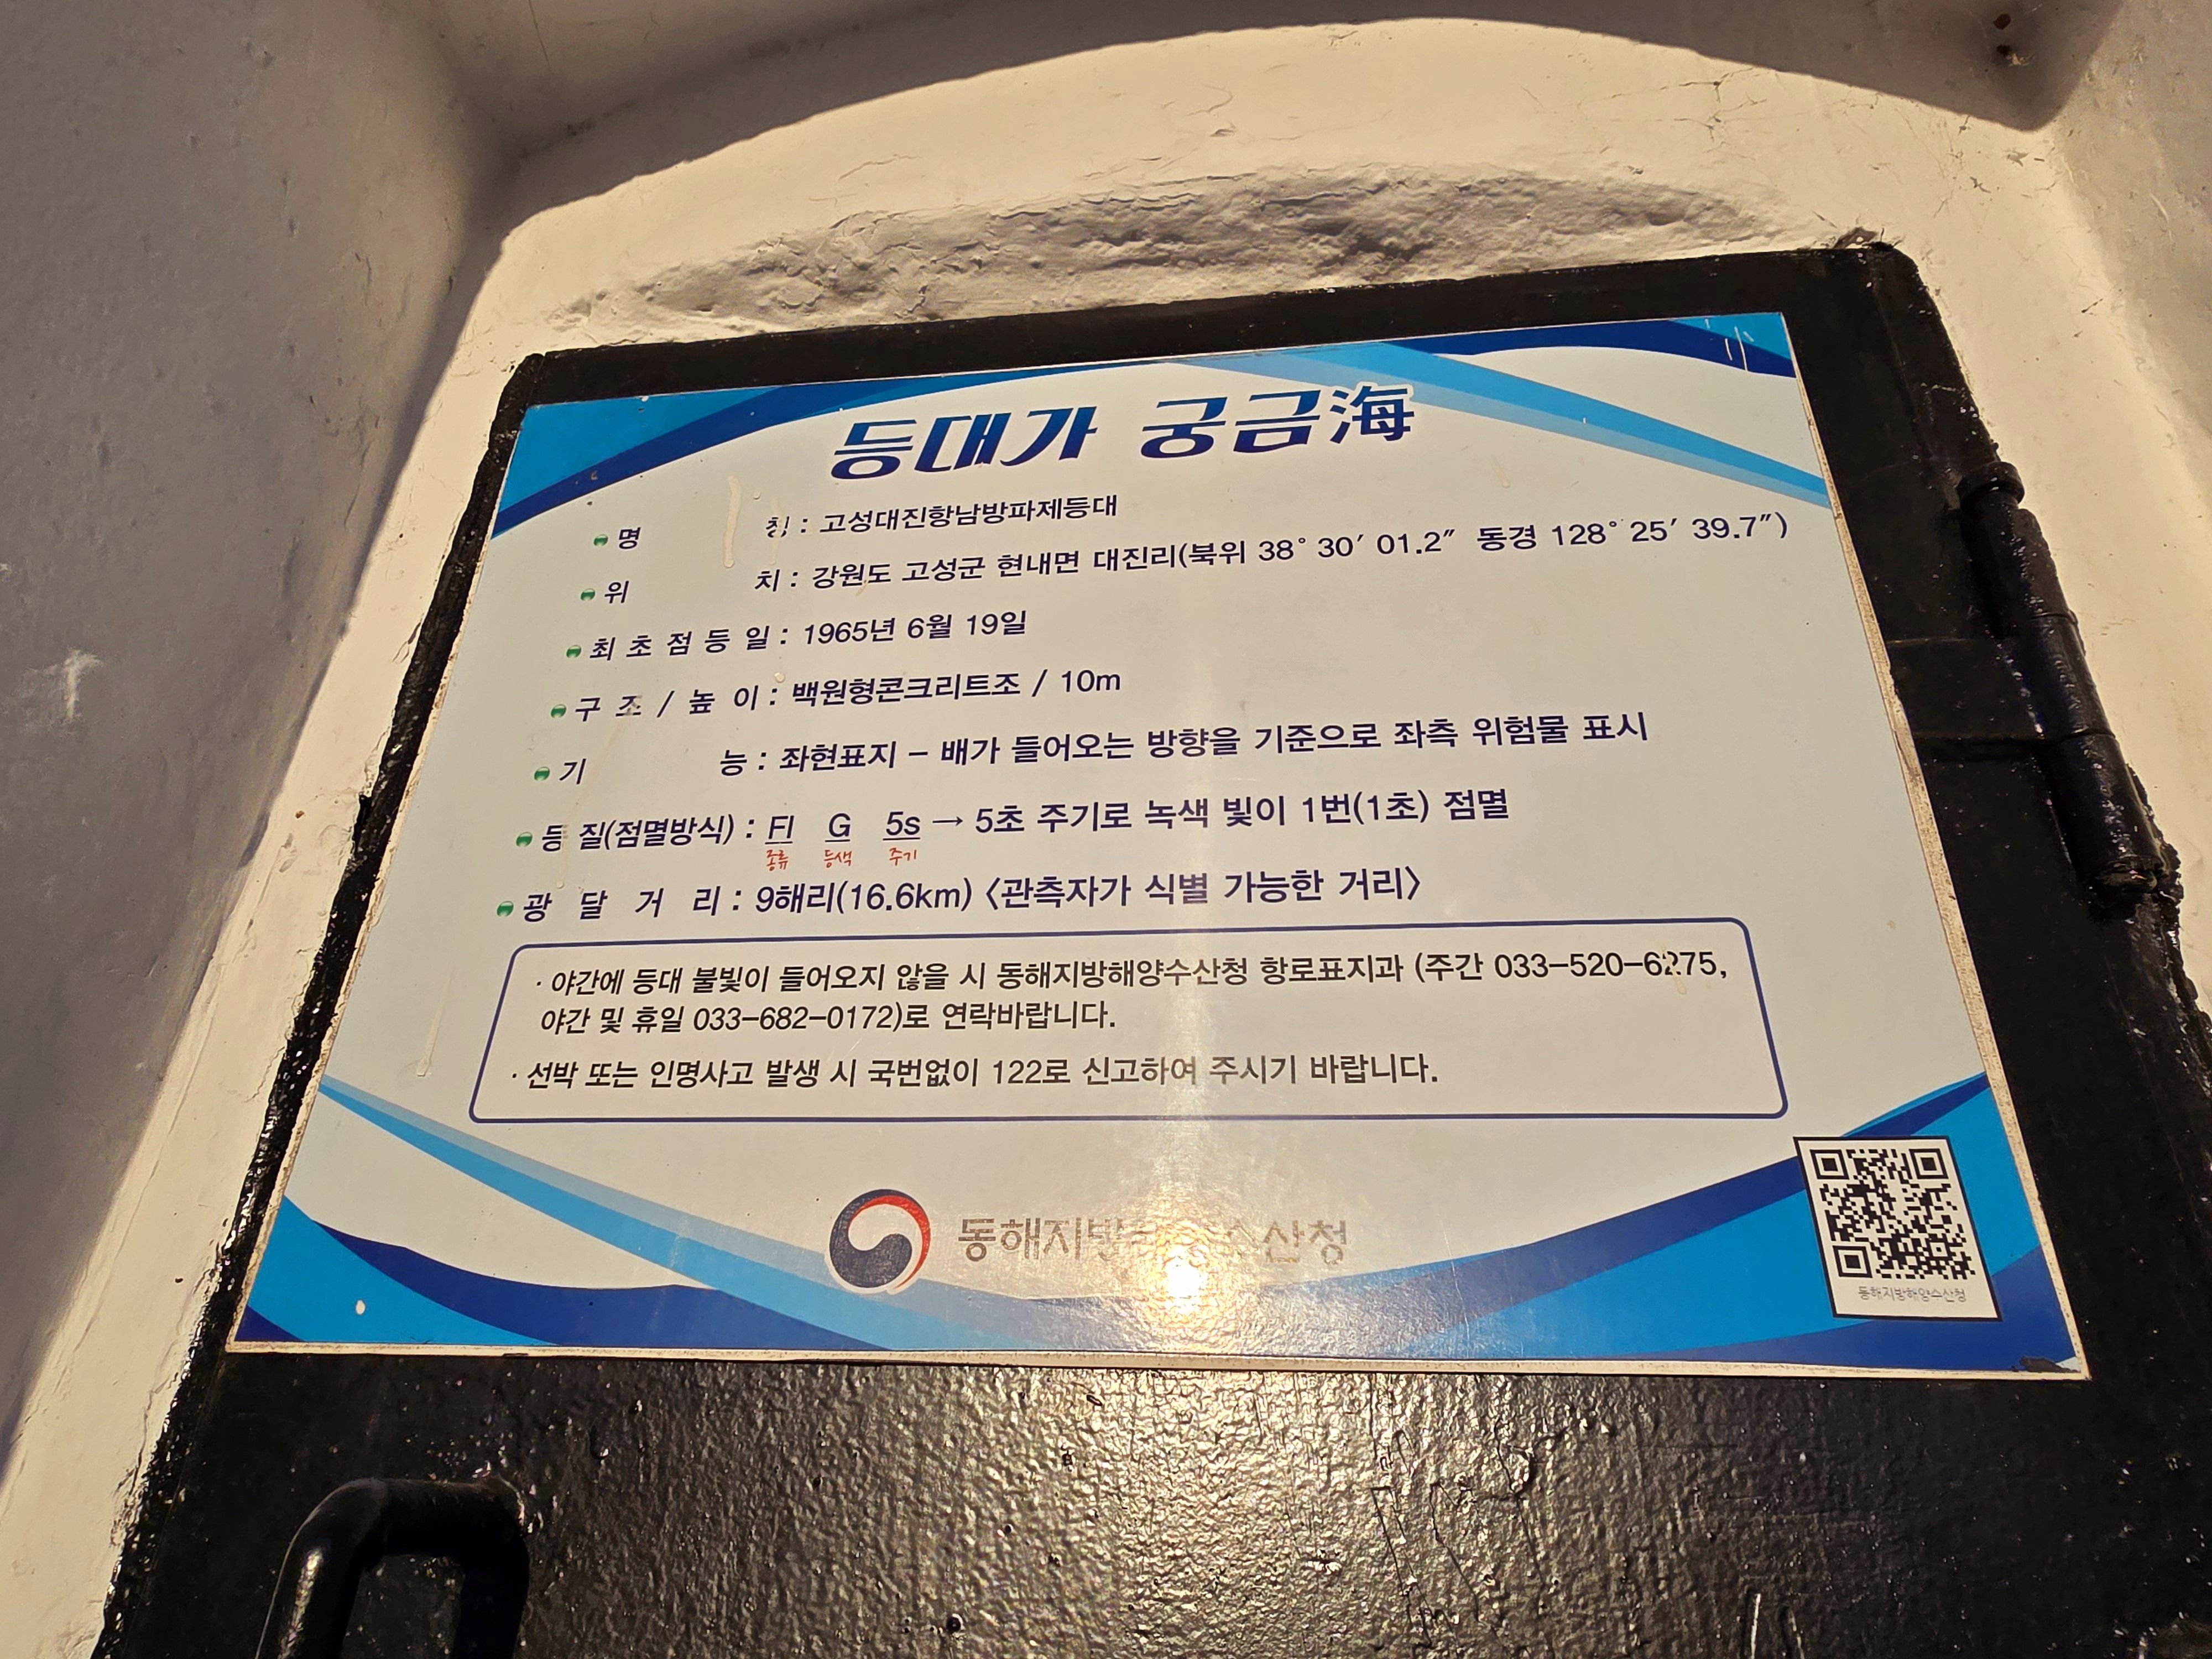 등대가 궁금海
명 칭 : 고성대진항남방파제등대
위 치 : 강원도 고성군 현내면 대진리(북위 38° 30′ 01.2″ 동경 128° 25′ 39.7″)
최 초 점 등 일 : 1965년 6월 19일
구 조 / 높 이 : 백원형콘크리트조 / 10m
기 능 : 좌현표지 - 배가 들어오는 방향을 기준으로 좌측 위험물 표시
등 질(점멸방식) : Fl G 5s → 5초 주기로 녹색 빛이 1번(1초) 점멸
종류 등색 주기
광 달 거 리 : 9해리(16.6km) <관측자가 식별 가능한 거리>
· 야간에 등대 불빛이 들어오지 않을 시 동해지방해양수산청 항로표지과 (주간 033-520-6275,
야간 및 휴일 033-682-0172)로 연락바랍니다.
· 선박 또는 인명사고 발생 시 국번없이 122로 신고하여 주시기 바랍니다.
동해지방해양수산청
동해지방해양수산청